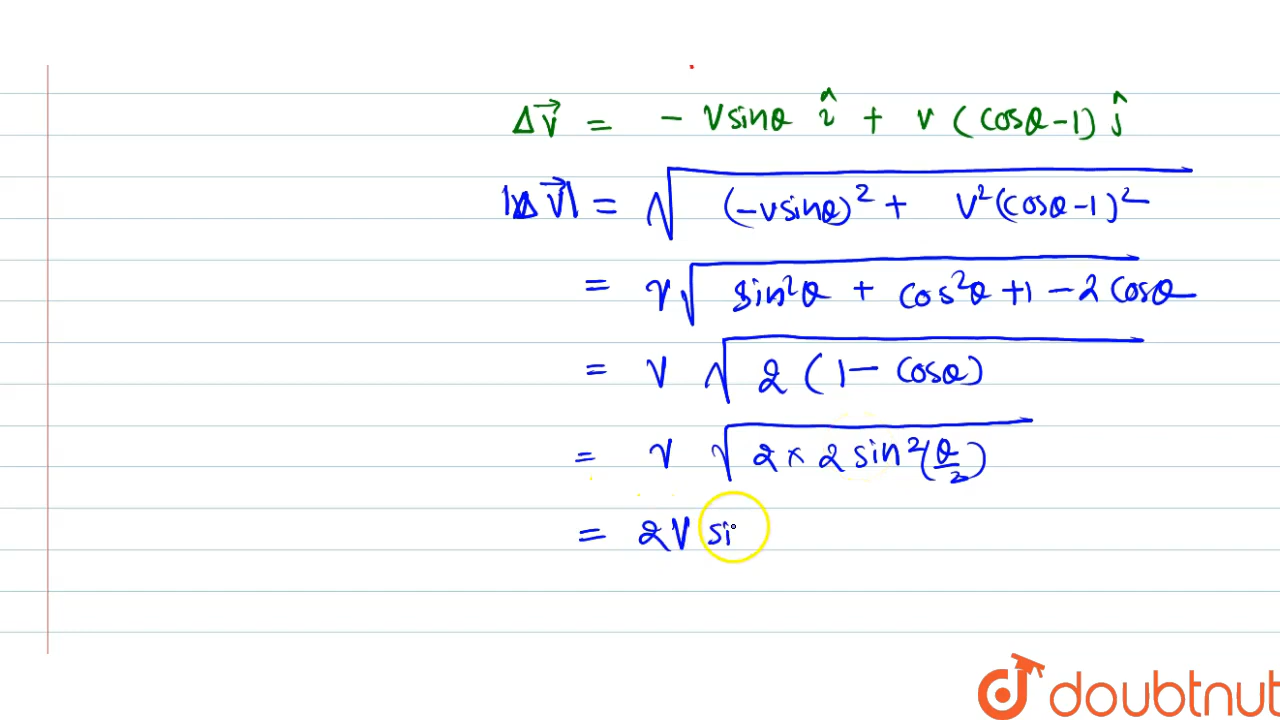 Δv⃗ = - v sinθ î + v (cosθ-1) ĵ
|Δv⃗| = √((-v sinθ)² + v²(cosθ-1)²)
= v√(sin²θ + cos²θ +1 - 2 cosθ)
= v √(2 (1 - cosθ))
= v √(2 × 2 sin²(θ/2))
= 2v si
doubtnut